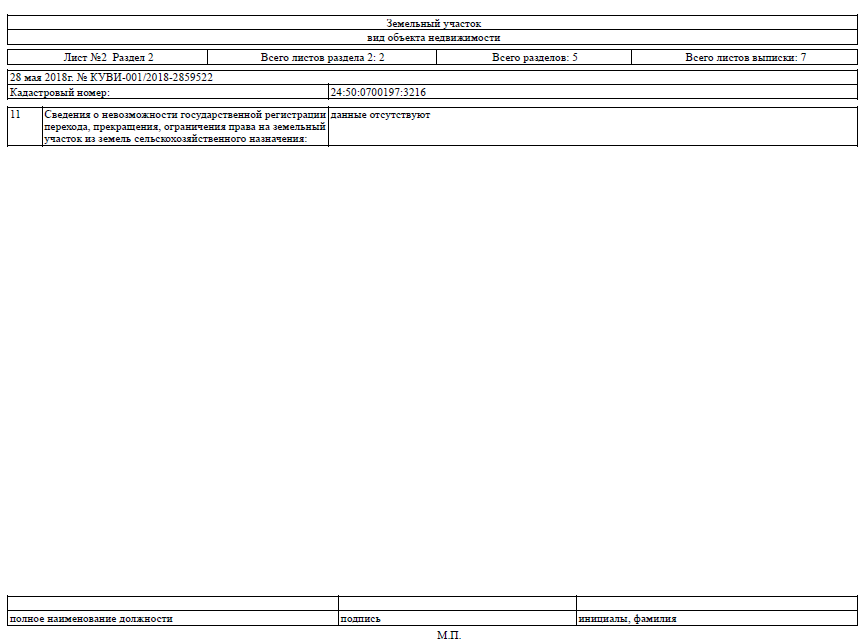 Земельный участок
вид объекта недвижимости
Лист №2 Раздел 2 Всего листов раздела 2: 2 Всего разделов: 5 Всего листов выписки: 7
28 мая 2018г. № КУВИ-001/2018-2859522
Кадастровый номер: 24:50:0700197:3216
11 Сведения о невозможности государственной регистрации данные отсутствуют
перехода, прекращения, ограничения права на земельный
участок из земель сельскохозяйственного назначения:
полное наименование должности подпись инициалы, фамилия
М.П.